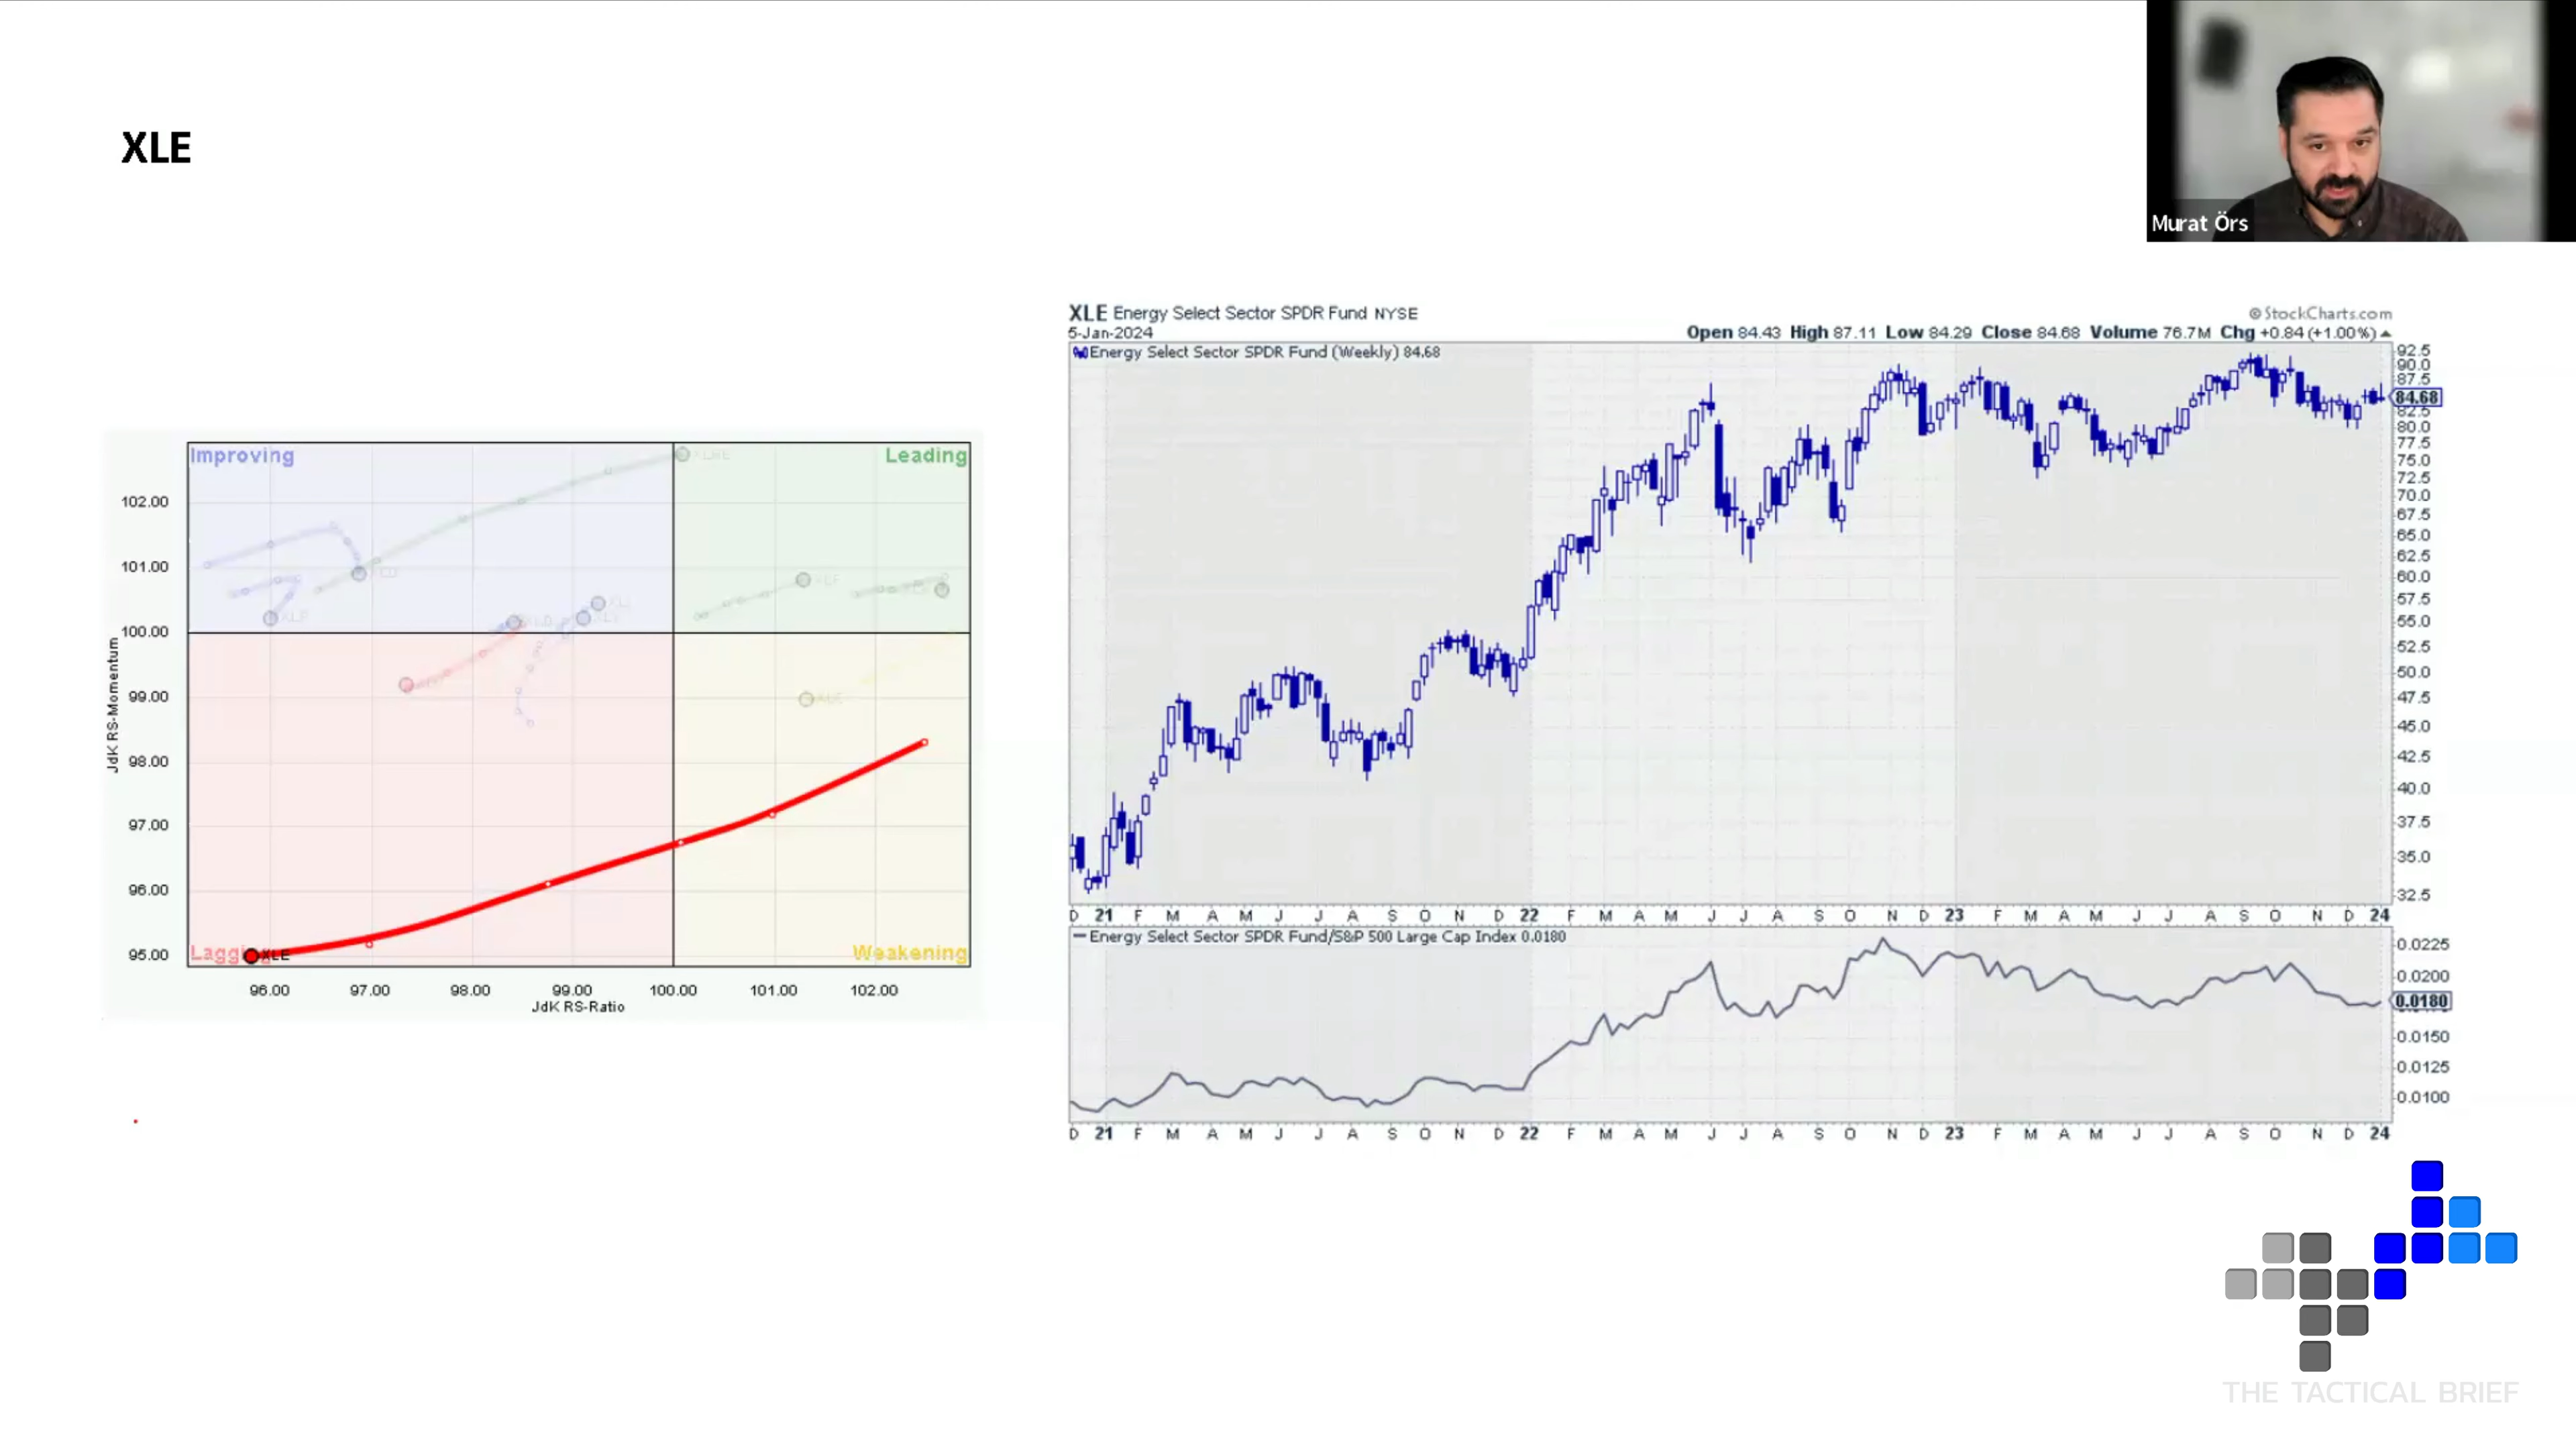 XLE
Murat Örs
Improving
Leading
Lagg
XLE
Weakening
102.00
101.00
100.00
99.00
98.00
97.00
96.00
95.00
JdK RS-Momentum
96.00 97.00 98.00 99.00 100.00 101.00 102.00
JdK RS-Ratio
XLE Energy Select Sector SPDR Fund NYSE
© StockCharts.com
5-Jan-2024
Open 84.43 High 87.11 Low 84.29 Close 84.68 Volume 76.7M Chg +0.84 (+1.00%)
Energy Select Sector SPDR Fund (Weekly) 84.68
92.5
90.0
87.5
84.68
82.5
80.0
77.5
75.0
72.5
70.0
67.5
65.0
62.5
60.0
57.5
55.0
52.5
50.0
47.5
45.0
42.5
40.0
37.5
35.0
32.5
D 21 F M A M J J A S O N D 22 F M A M J J A S O N D 23 F M A M J J A S O N D 24
Energy Select Sector SPDR Fund/S&P 500 Large Cap Index 0.0180
0.0225
0.0200
0.0180
0.0150
0.0125
0.0100
D 21 F M A M J J A S O N D 22 F M A M J J A S O N D 23 F M A M J J A S O N D 24
THE TACTICAL BRIEF